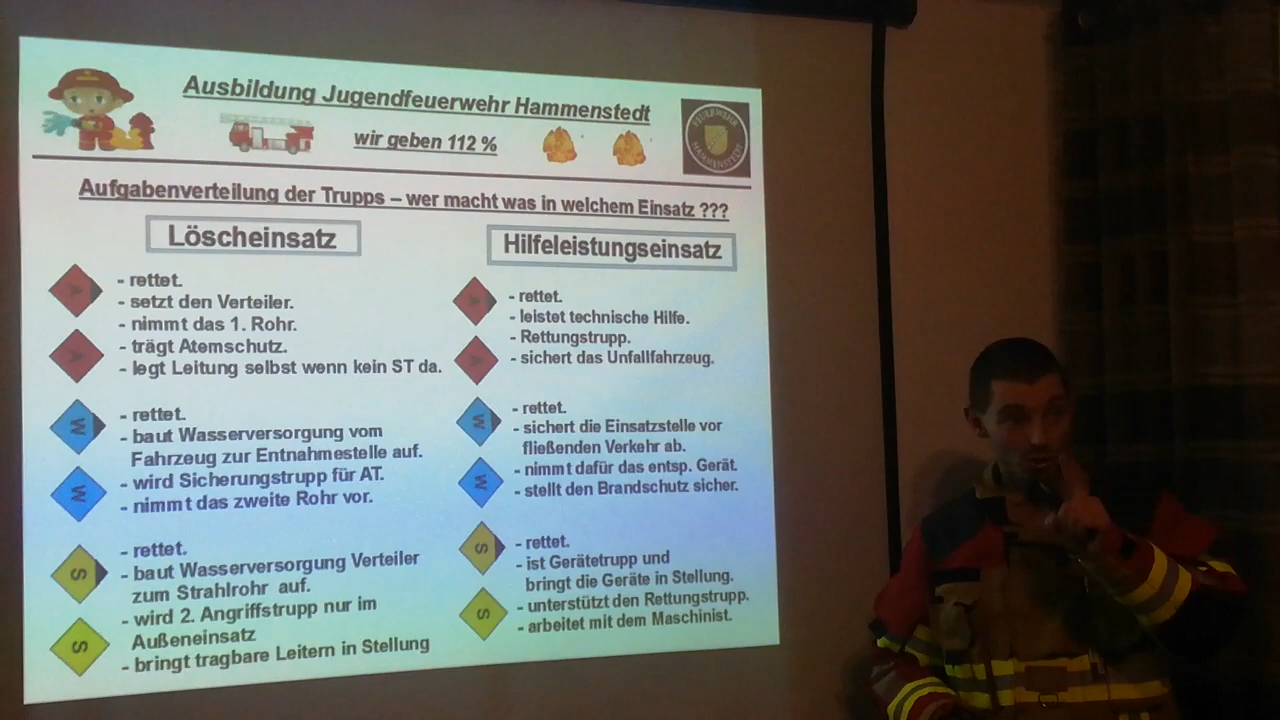 Ausbildung Jugendfeuerwehr Hammenstedt
wir geben 112 %
FEUERWEHR
HAMMENSTEDT
Aufgabenverteilung der Trupps – wer macht was in welchem Einsatz ???
Löscheinsatz
A
A
- rettet.
- setzt den Verteiler.
- nimmt das 1. Rohr.
- trägt Atemschutz.
- legt Leitung selbst wenn kein ST da.
W
W
- rettet.
- baut Wasserversorgung vom
Fahrzeug zur Entnahmestelle auf.
- wird Sicherungstrupp für AT.
- nimmt das zweite Rohr vor.
S
S
- rettet.
- baut Wasserversorgung Verteiler
zum Strahlrohr auf.
- wird 2. Angriffstrupp nur im
Außeneinsatz
- bringt tragbare Leitern in Stellung
Hilfeleistungseinsatz
A
A
- rettet.
- leistet technische Hilfe.
- Rettungstrupp.
- sichert das Unfallfahrzeug.
W
W
- rettet.
- sichert die Einsatzstelle vor
fließenden Verkehr ab.
- nimmt dafür das entsp. Gerät.
- stellt den Brandschutz sicher.
S
S
- rettet.
- ist Gerätetrupp und
bringt die Geräte in Stellung.
- unterstützt den Rettungstrupp.
- arbeitet mit dem Maschinist.